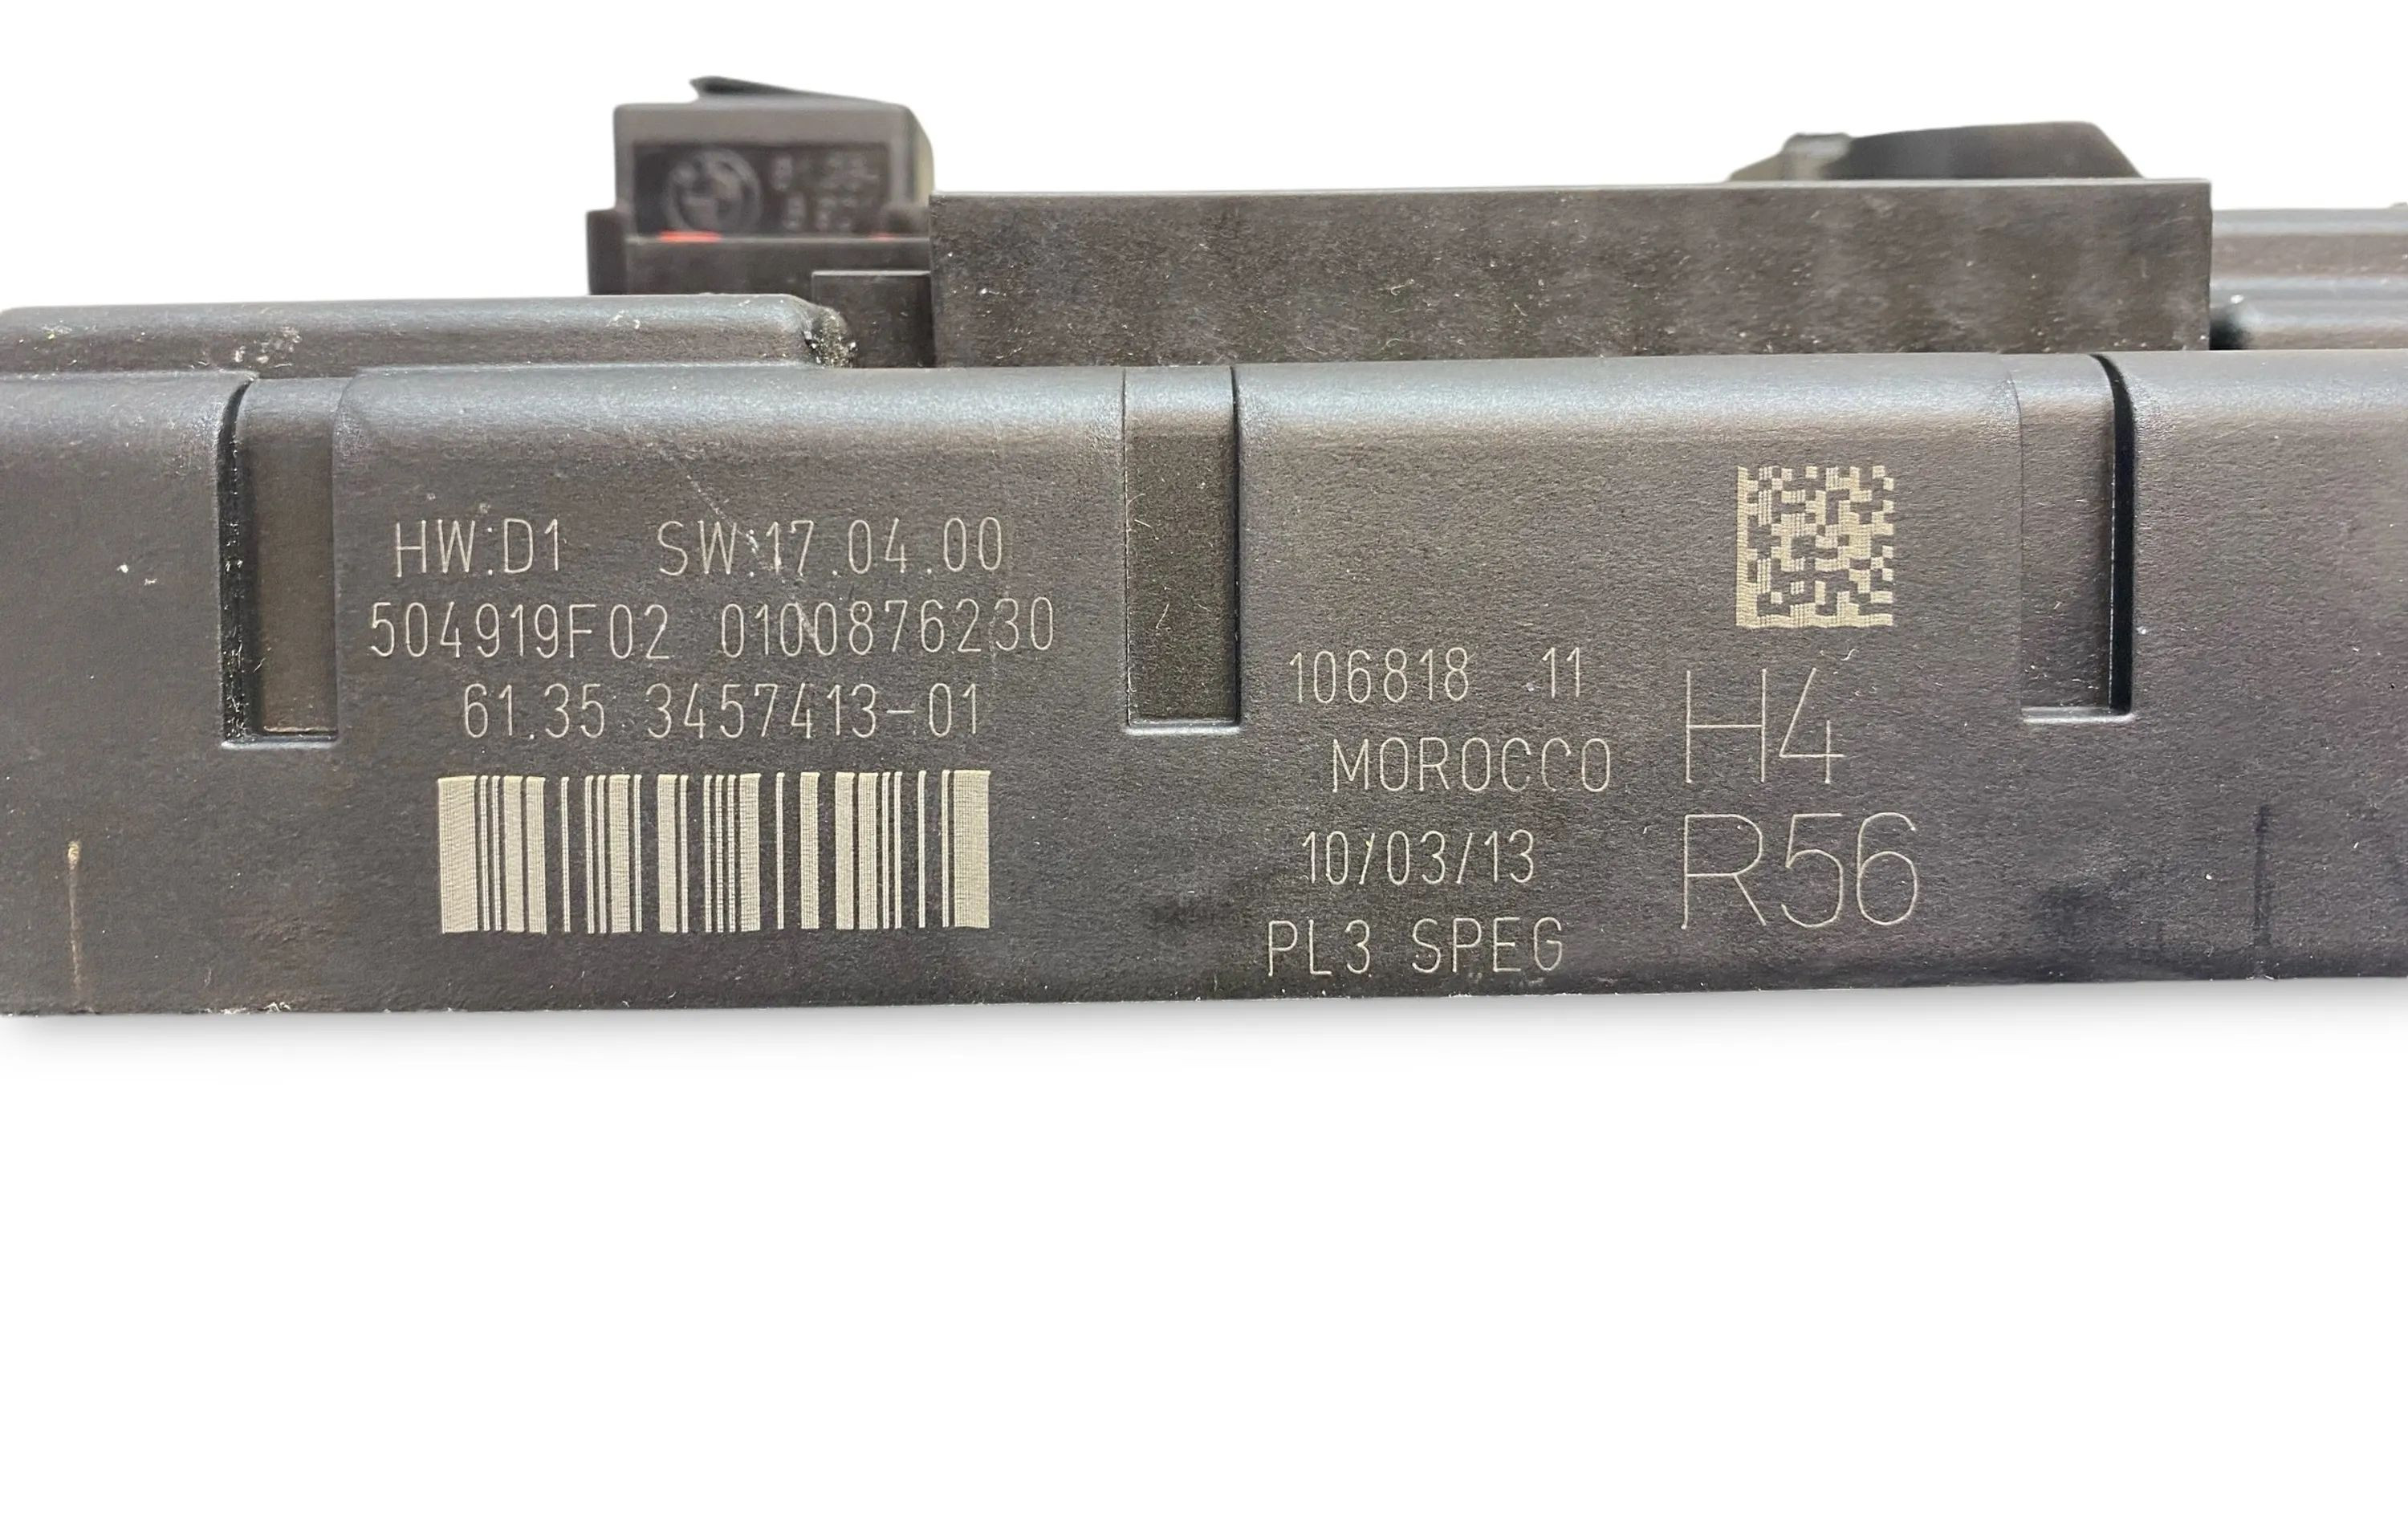 HW:D1 SW:17.04.00
504919F02 0100876230
61.35 3457413-01
106818 11
MOROCCO
10/03/13
PL3 SPEG
H4
R56